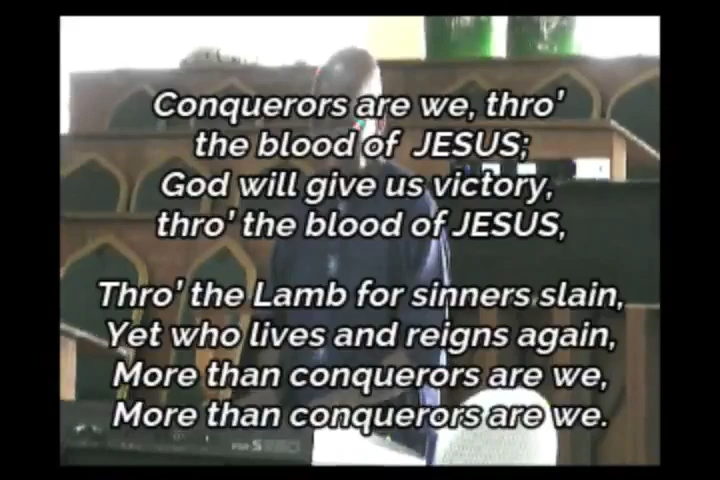 Conquerors are we, thro'
the blood of JESUS;
God will give us victory,
thro' the blood of JESUS,
Thro' the Lamb for sinners slain,
Yet who lives and reigns again,
More than conquerors are we,
More than conquerors are we.